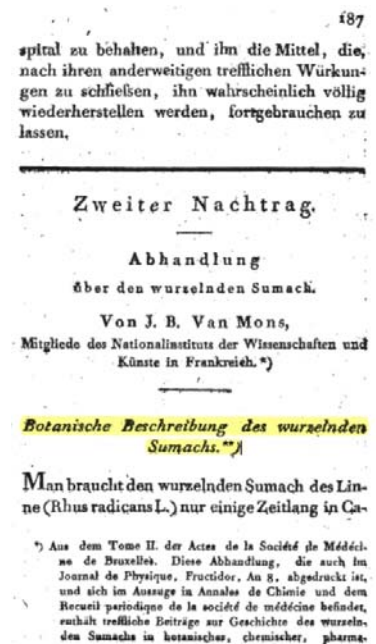 187
spital zu behalten, und ihn die Mittel, die,
nach ihren anderweitigen trefflichen Würkun-
gen zu schließen, ihn wahrscheinlich völlig
wiederherstellen werden, fortgebrauchen zu
lassen.
Zweiter Nachtrag.
Abhandlung
über den wurzelnden Sumach.
Von J. B. Van Mons,
Mitgliede des Nationalinstituts der Wissenschaften und
Künste in Frankreich.*)
Botanische Beschreibung des wurzelnden
Sumachs.**)
Man braucht den wurzelnden Sumach des Lin-
ne (Rhus radicans L.) nur einige Zeitlang in Ca-
*) Aus dem Tome II. der Actes de la Société de Médéci-
ne de Bruxelles. Diese Abhandlung, die auch im
Journal de Physique, Fructidor, An 8, abgedruckt ist,
und sich im Auszuge in Annales de Chimie und dem
Recueil periodique de la société de médécine befindet,
enthält treffliche Beiträge zur Geschichte des wurzeln-
den Sumachs in botanischer, chemischer, pharma-